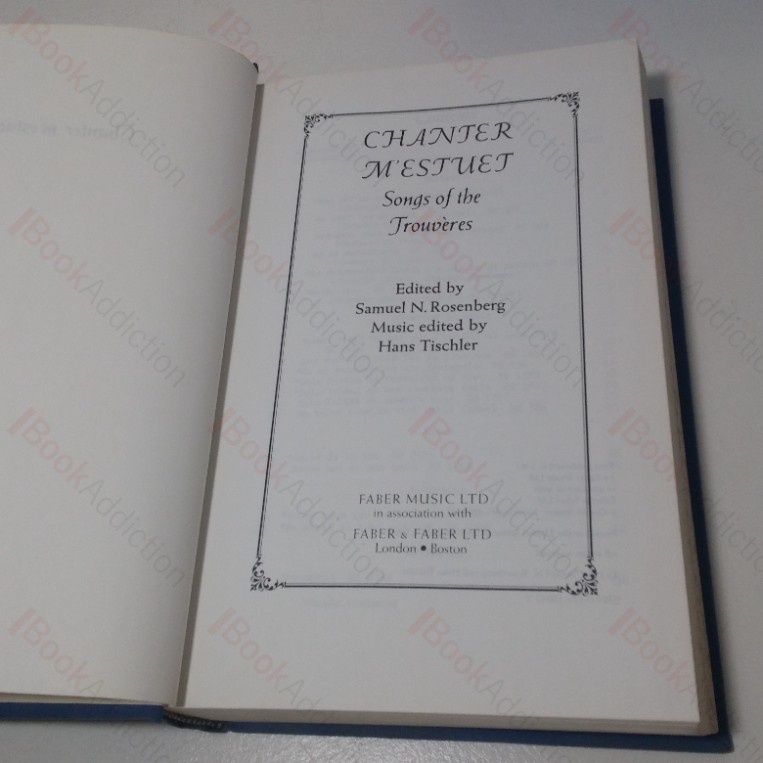 CHANTER
M'ESTUET
Songs of the
Trouvères
Edited by
Samuel N. Rosenberg
Music edited by
Hans Tischler
FABER MUSIC LTD
in association with
FABER & FABER LTD
London • Boston
BookAddiction